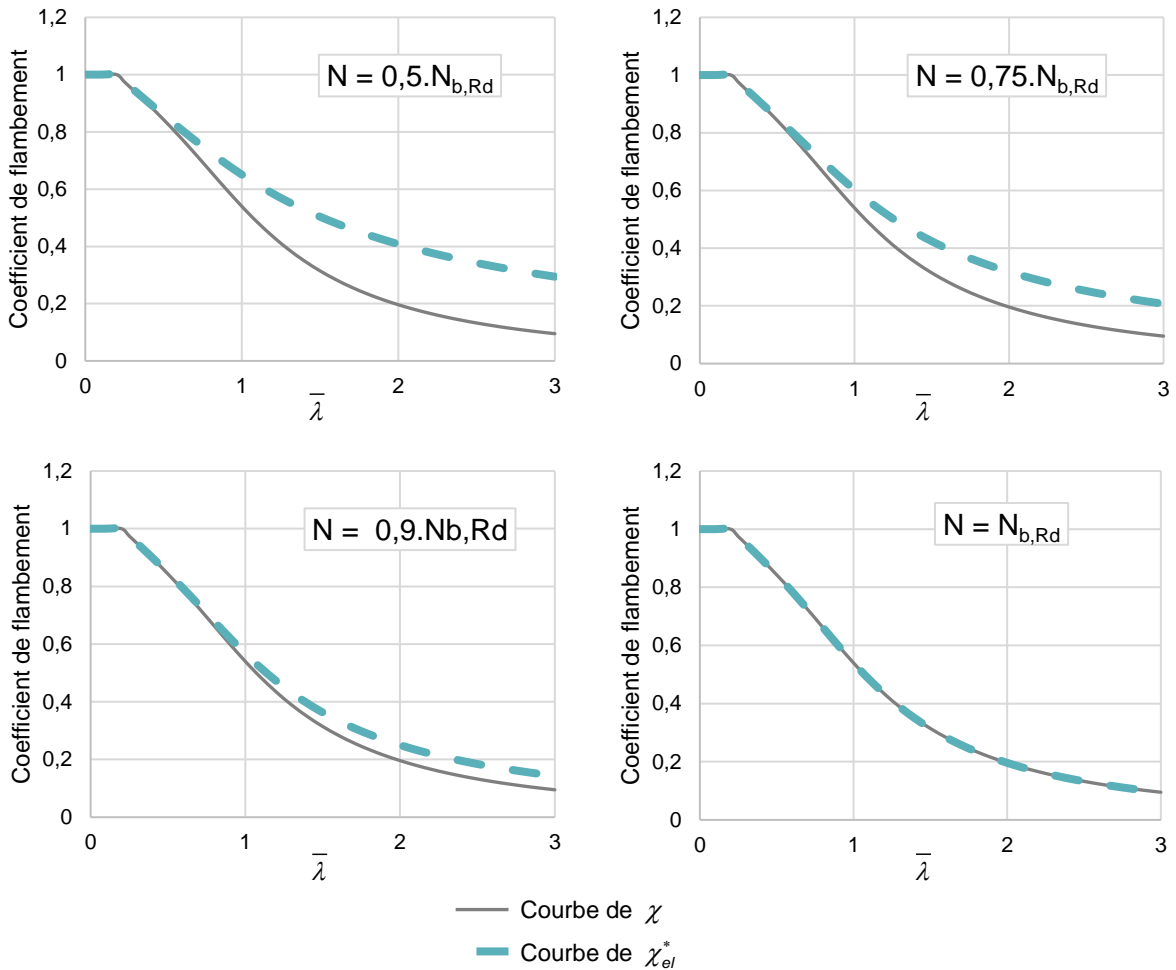 1,2
1
0,8
0,6
0,4
0,2
0
Coefficient de flambement
N = 0,5.Nb,Rd
0 1 2 3
λ̅
1,2
1
0,8
0,6
0,4
0,2
0
Coefficient de flambement
N = 0,75.Nb,Rd
0 1 2 3
λ̅
1,2
1
0,8
0,6
0,4
0,2
0
Coefficient de flambement
N = 0,9.Nb,Rd
0 1 2 3
λ̅
1,2
1
0,8
0,6
0,4
0,2
0
Coefficient de flambement
N = Nb,Rd
0 1 2 3
λ̅
Courbe de χ
Courbe de χ*el